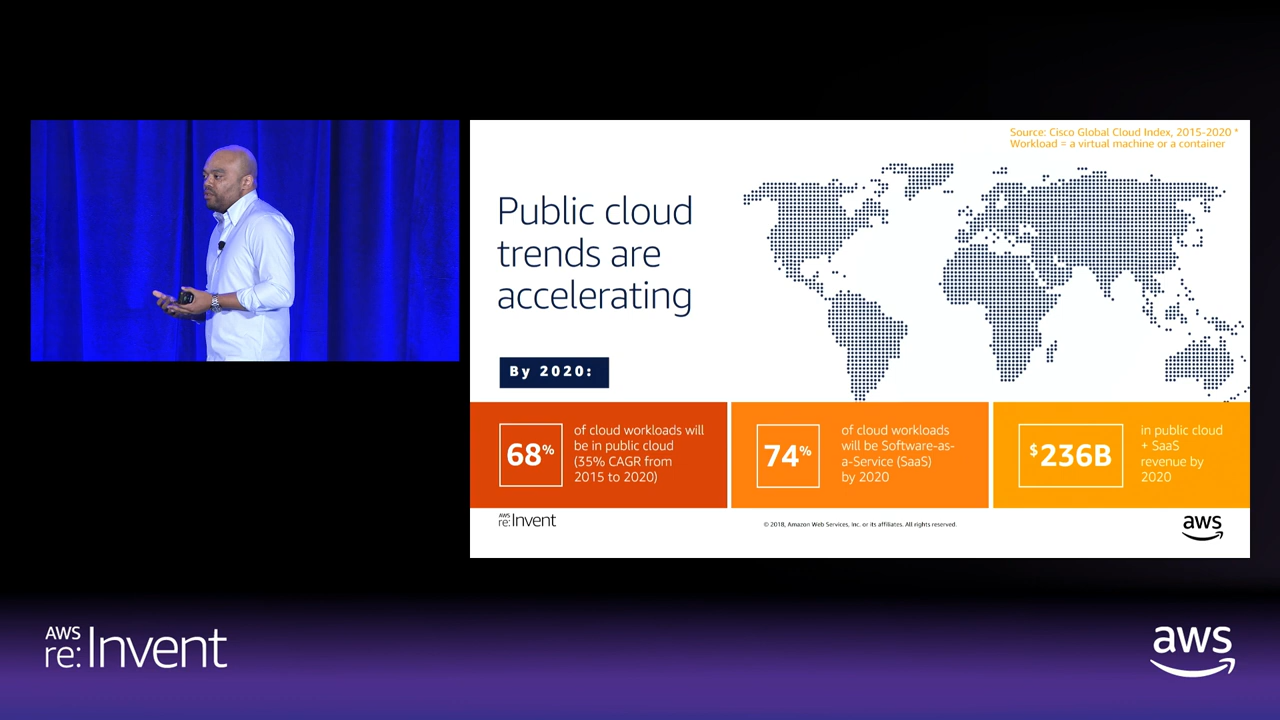 Source: Cisco Global Cloud Index, 2015-2020 *
Workload = a virtual machine or a container
Public cloud
trends are
accelerating
By 2020:
68%
of cloud workloads will
be in public cloud
(35% CAGR from
2015 to 2020)
74%
of cloud workloads
will be Software-as-
a-Service (SaaS)
by 2020
$236B
in public cloud
+ SaaS
revenue by
2020
AWS
re:Invent
© 2018, Amazon Web Services, Inc. or its affiliates. All rights reserved.
aws
AWS
re:Invent
aws